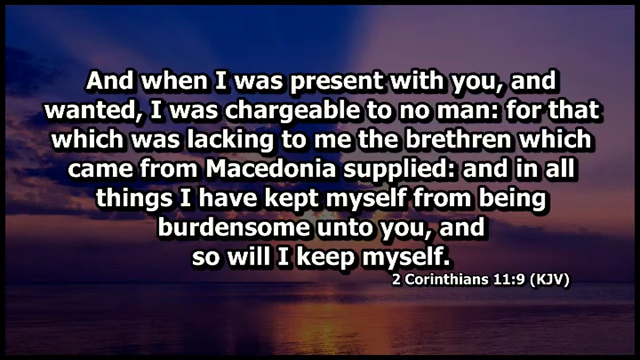 And when I was present with you, and
wanted, I was chargeable to no man: for that
which was lacking to me the brethren which
came from Macedonia supplied: and in all
things I have kept myself from being
burdensome unto you, and
so will I keep myself.
2 Corinthians 11:9 (KJV)